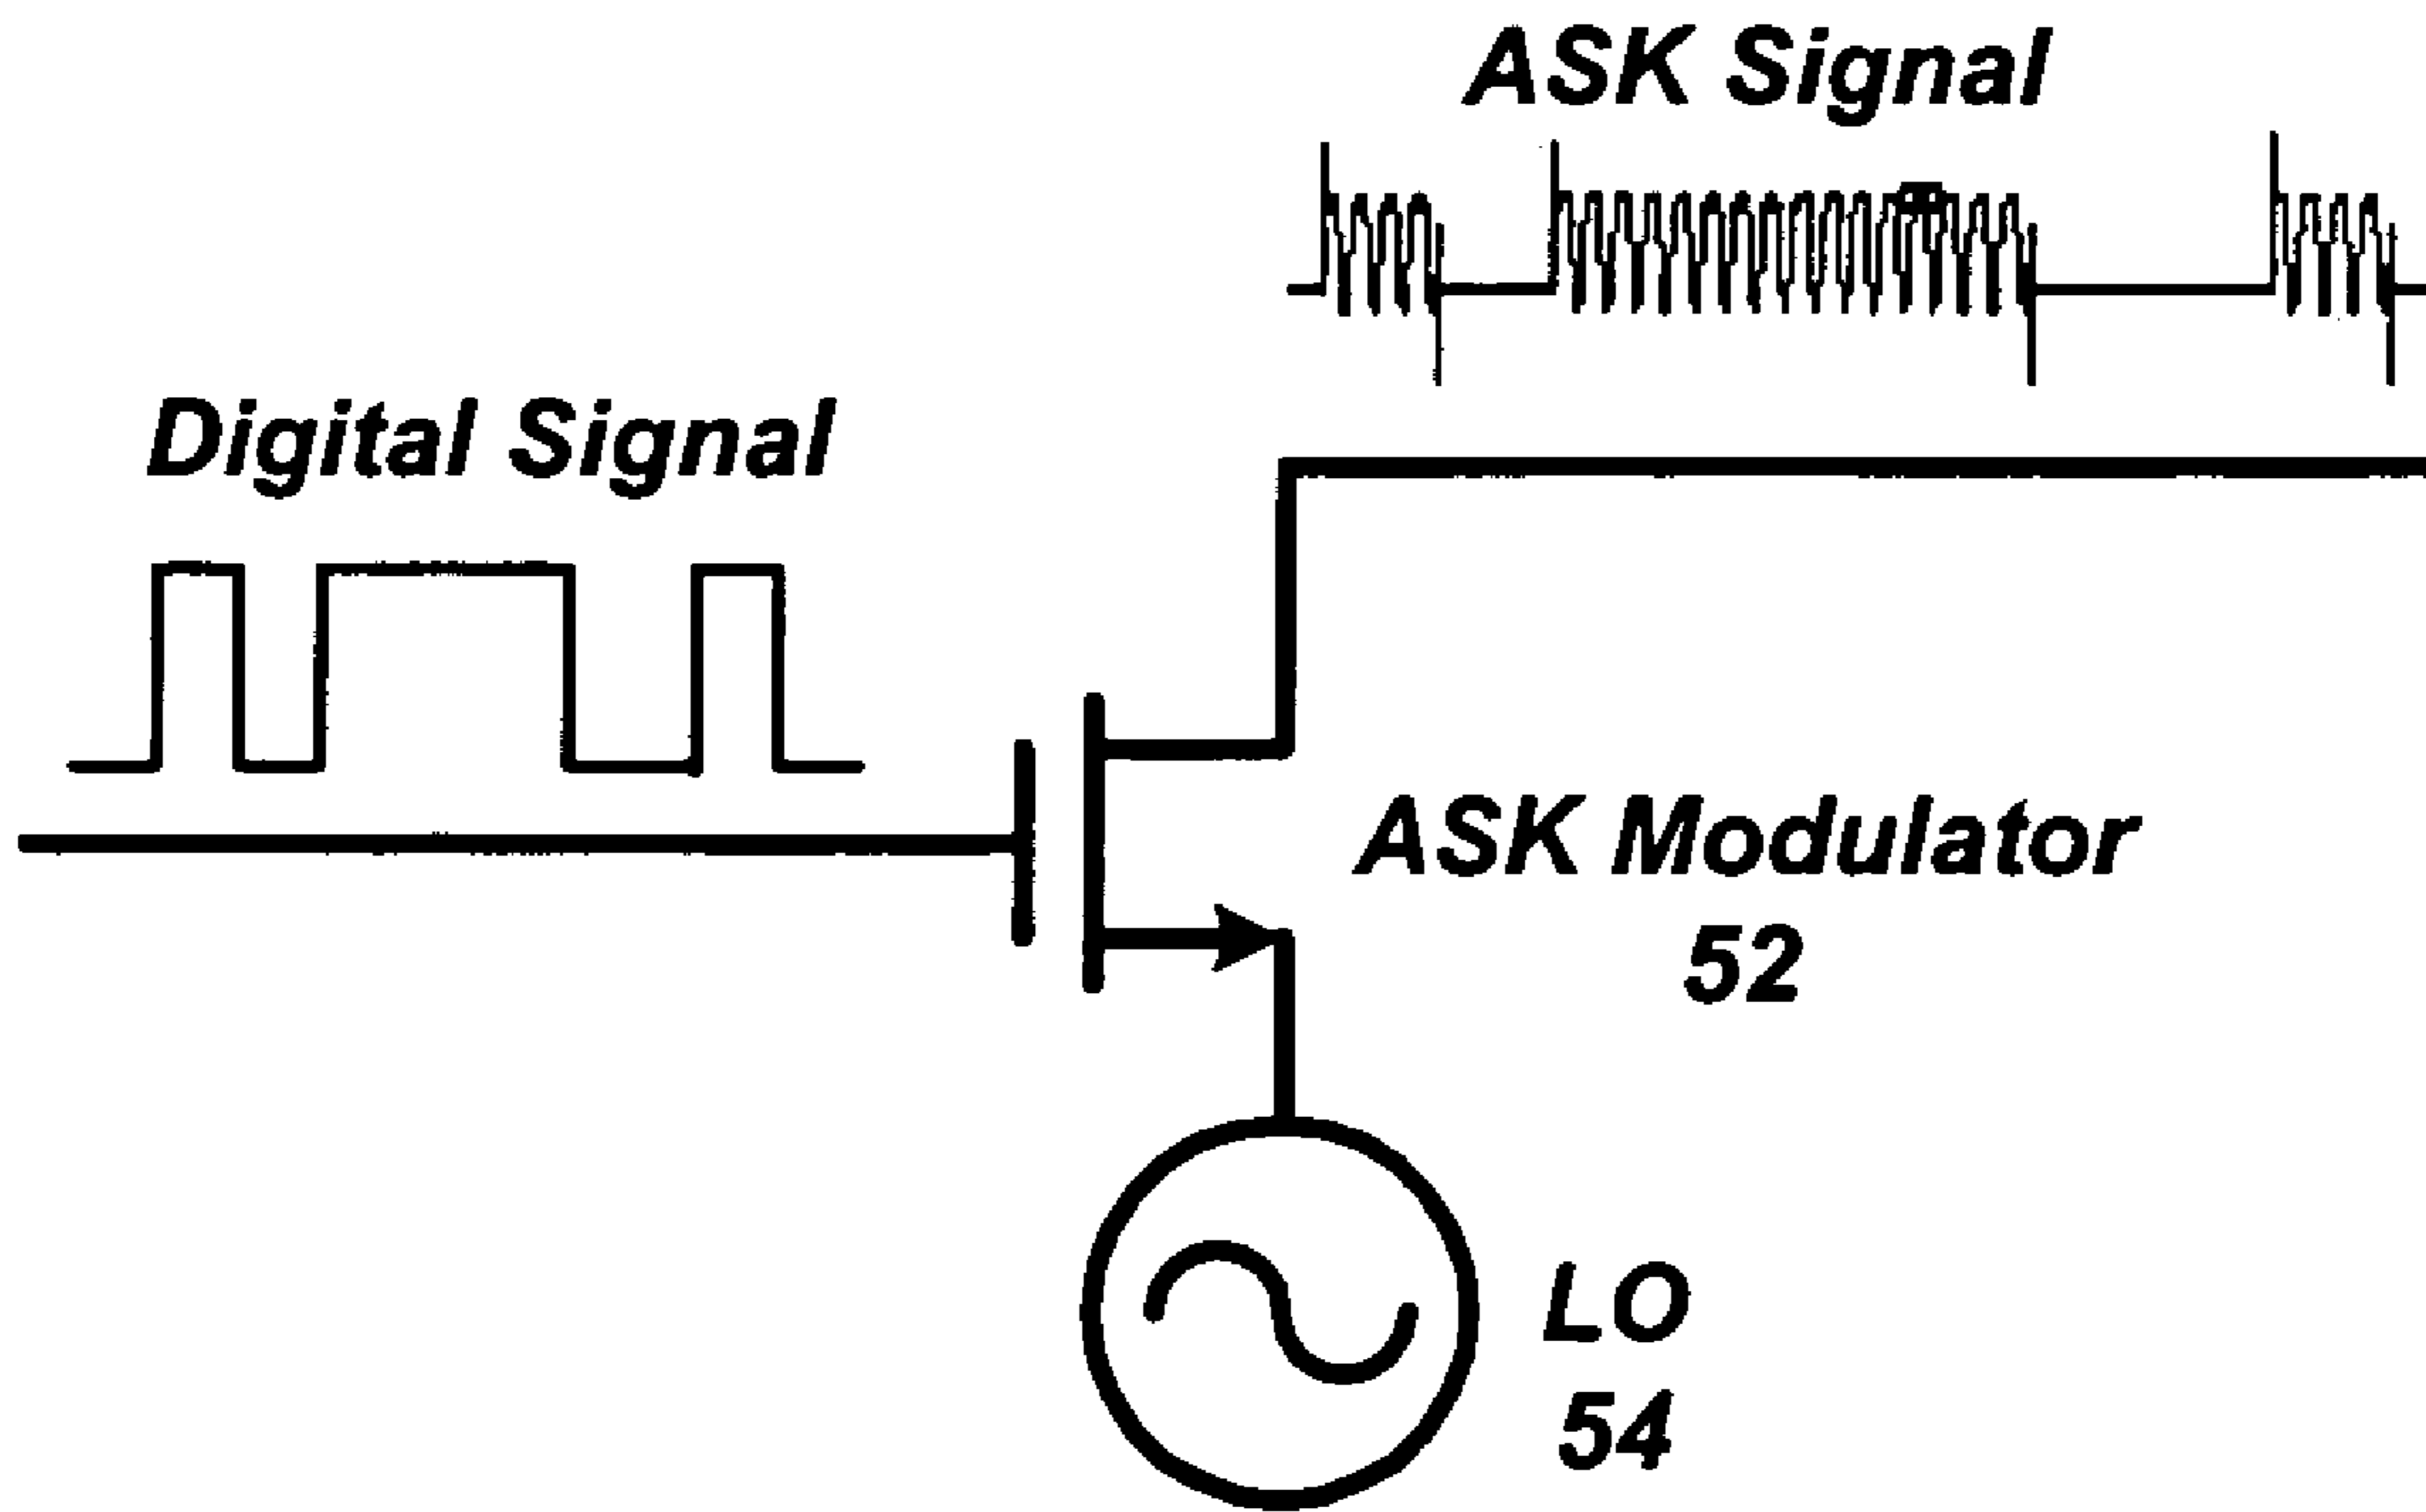 ASK Signal
Digital Signal
ASK Modulator
52
LO
54